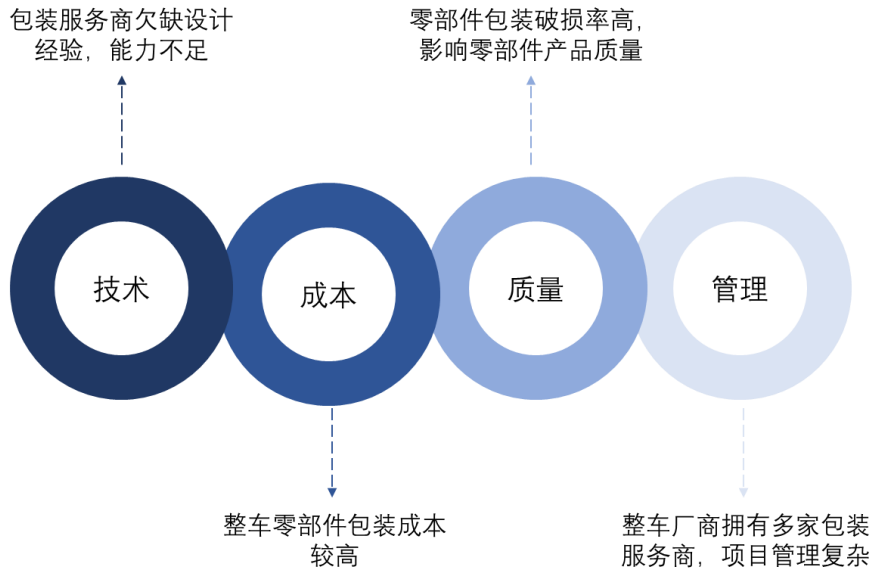 包装服务商欠缺设计
经验，能力不足
零部件包装破损率高，
影响零部件产品质量
技术
成本
质量
管理
整车零部件包装成本
较高
整车厂商拥有多家包装
服务商，项目管理复杂